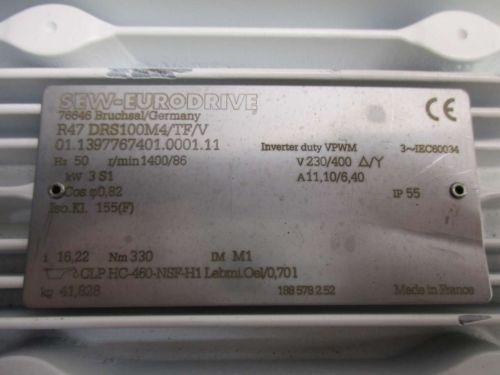 SEW-EURODRIVE
76646 Bruchsal/Germany CE
R47 DRS100M4/TF/V
01.1397767401.0001.11 Inverter duty VPWM 3~IEC60034
Hz 50 r/min 1400/86 V 230/400 Δ/Y
kW 3 S1 A 11,10/6,40
Cos φ 0,82 IP 55
Iso.Kl. 155(F)
i 16,22 Nm 330 IM M1
CLP HC-460-NSF-H1 Lebmi.Oel/0,70 l
kg 41,828 188 578 2.52 Made in France